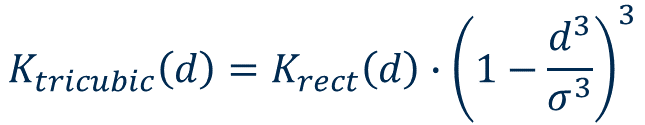 K_tricubic(d) = K_rect(d) · (1 − d³/σ³)³